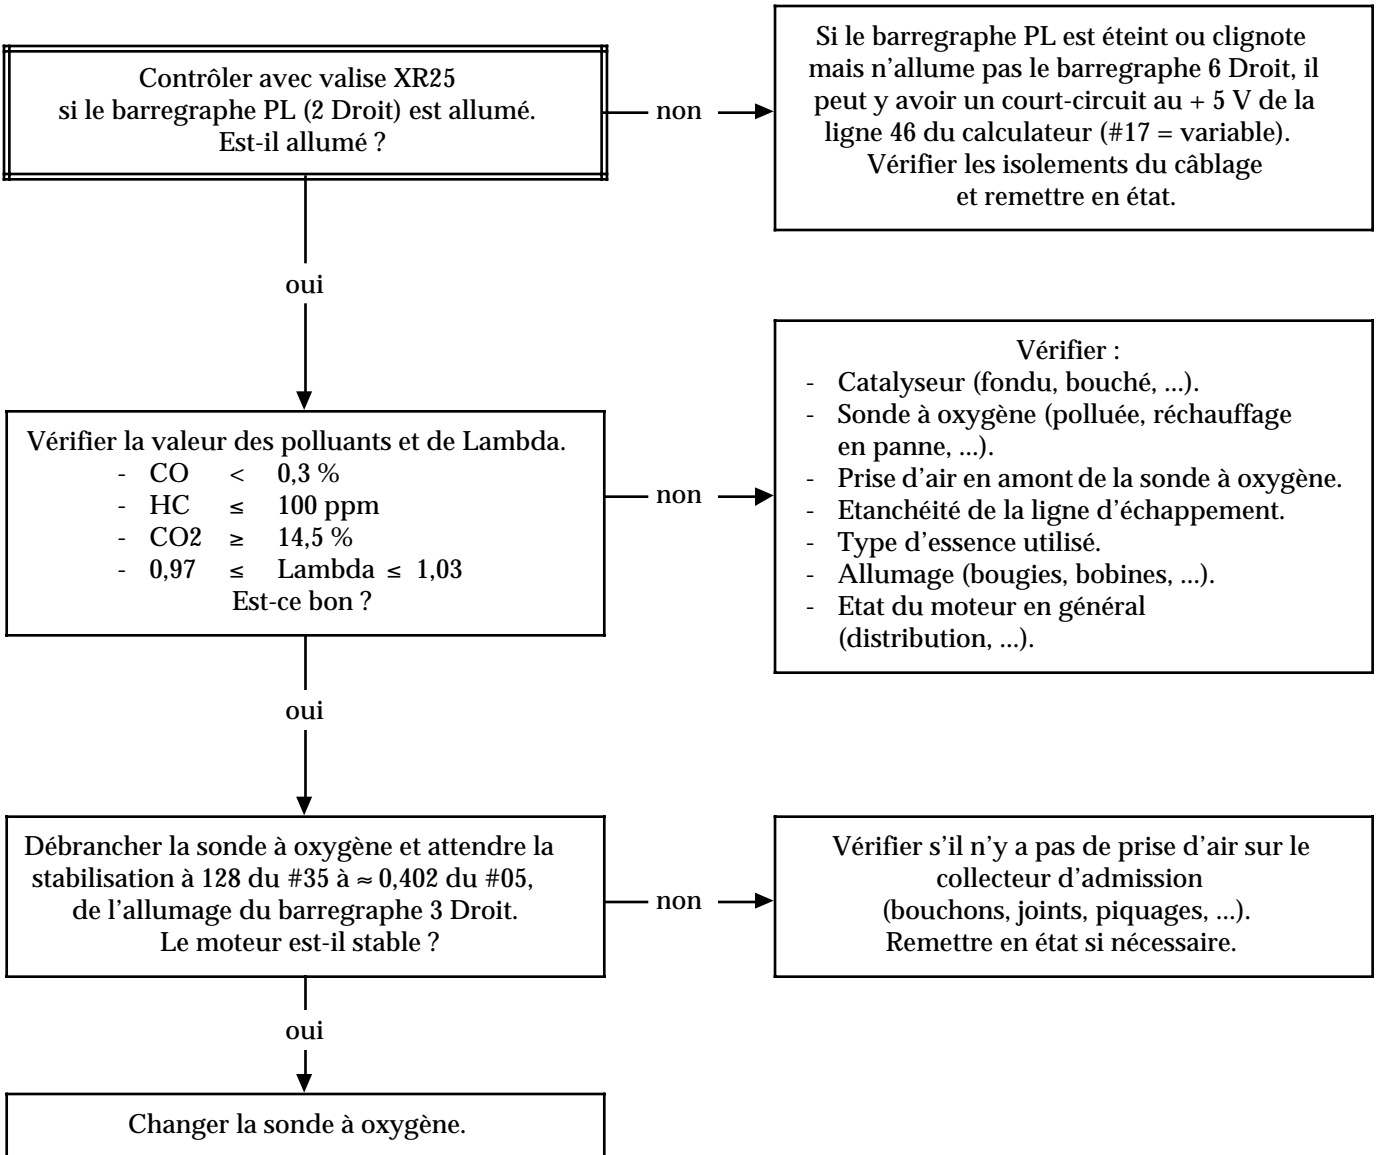 Contrôler avec valise XR25
si le barregraphe PL (2 Droit) est allumé.
Est-il allumé ?
non
Si le barregraphe PL est éteint ou clignote
mais n'allume pas le barregraphe 6 Droit, il
peut y avoir un court-circuit au + 5 V de la
ligne 46 du calculateur (#17 = variable).
Vérifier les isolements du câblage
et remettre en état.
oui
Vérifier la valeur des polluants et de Lambda.
- CO < 0,3 %
- HC ≤ 100 ppm
- CO2 ≥ 14,5 %
- 0,97 ≤ Lambda ≤ 1,03
Est-ce bon ?
non
Vérifier :
- Catalyseur (fondu, bouché, ...).
- Sonde à oxygène (polluée, réchauffage
en panne, ...).
- Prise d'air en amont de la sonde à oxygène.
- Etanchéité de la ligne d'échappement.
- Type d'essence utilisé.
- Allumage (bougies, bobines, ...).
- Etat du moteur en général
(distribution, ...).
oui
Débrancher la sonde à oxygène et attendre la
stabilisation à 128 du #35 à ≈ 0,402 du #05,
de l'allumage du barregraphe 3 Droit.
Le moteur est-il stable ?
non
Vérifier s'il n'y a pas de prise d'air sur le
collecteur d'admission
(bouchons, joints, piquages, ...).
Remettre en état si nécessaire.
oui
Changer la sonde à oxygène.